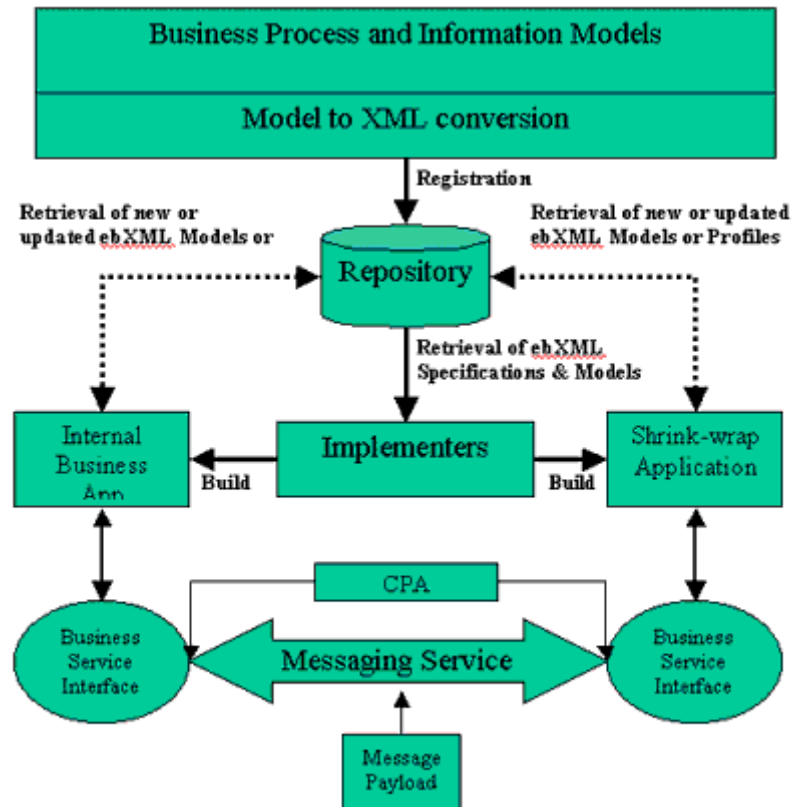 Business Process and Information Models
Model to XML conversion
Registration
Retrieval of new or
updated ebXML Models or
Retrieval of new or updated
ebXML Models or Profiles
Repository
Retrieval of ebXML
Specifications & Models
Internal
Business
App
Implementers
Shrink-wrap
Application
Build
Build
CPA
Business
Service
Interface
Messaging Service
Business
Service
Interface
Message
Payload